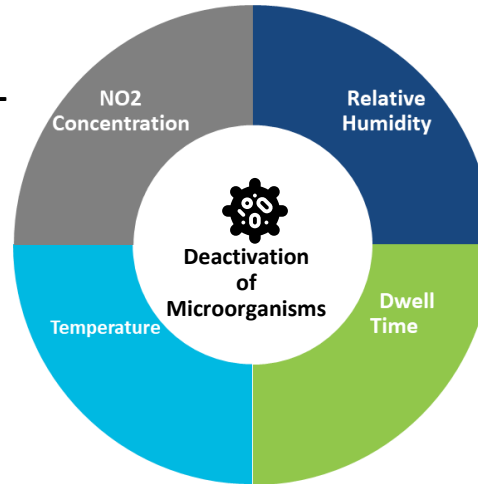 NO2
Concentration
Relative
Humidity
Deactivation
of
Microorganisms
Temperature
Dwell
Time